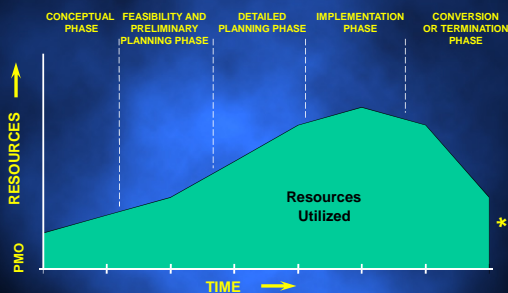 CONCEPTUAL
PHASE
FEASIBILITY AND
PRELIMINARY
PLANNING PHASE
DETAILED
PLANNING PHASE
IMPLEMENTATION
PHASE
CONVERSION
OR TERMINATION
PHASE
RESOURCES
PMO
Resources
Utilized
*
TIME